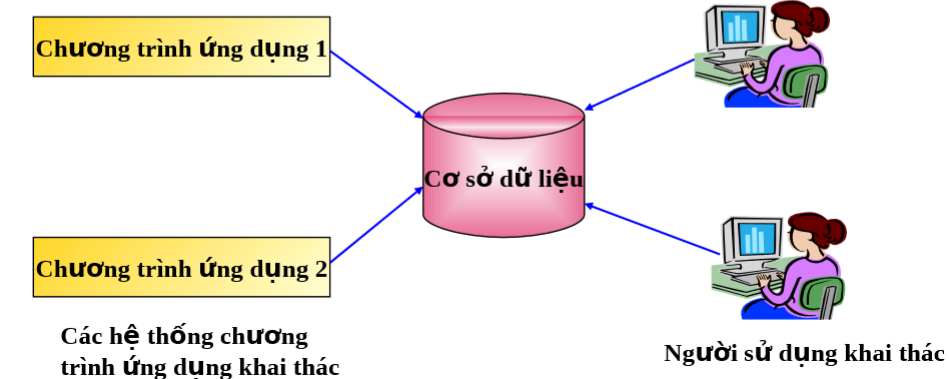 Chương trình ứng dụng 1
Cơ sở dữ liệu
Chương trình ứng dụng 2
Các hệ thống chương
trình ứng dụng khai thác
Người sử dụng khai thác